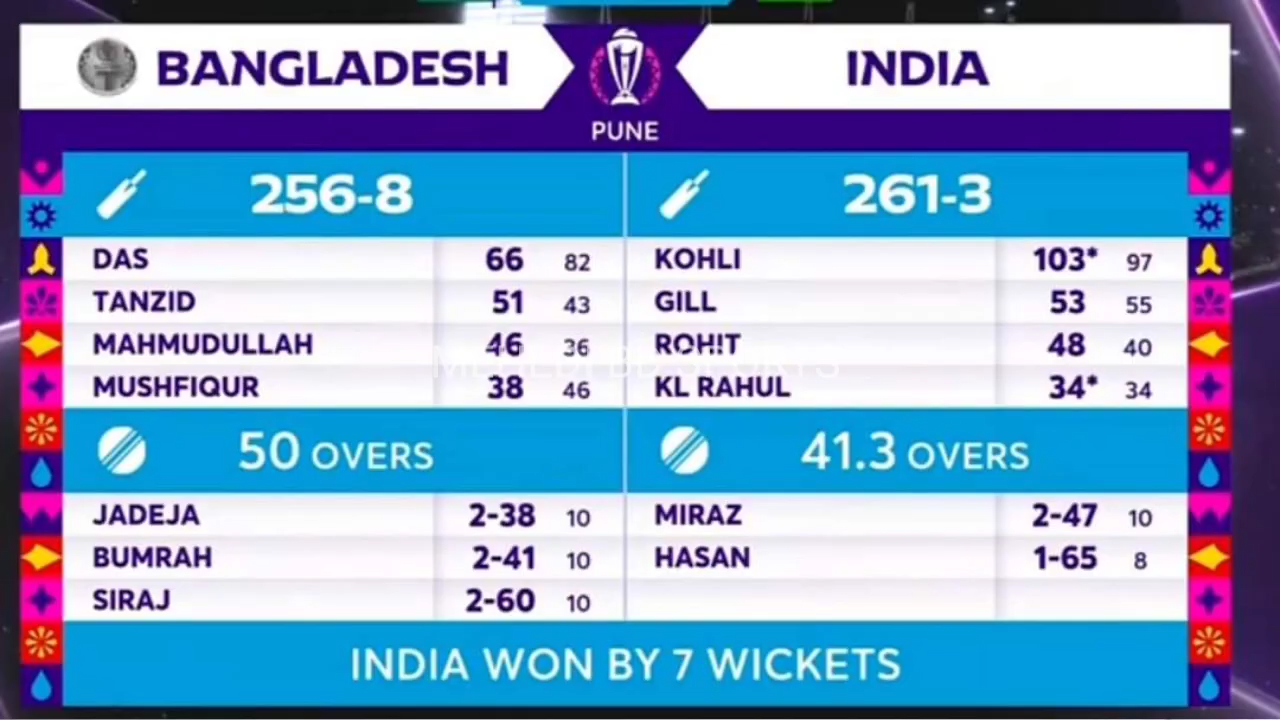 BANGLADESH
INDIA
PUNE
256-8
DAS 66 82
TANZID 51 43
MAHMUDULLAH 46 36
MUSHFIQUR 38 46
50 OVERS
JADEJA 2-38 10
BUMRAH 2-41 10
SIRAJ 2-60 10
261-3
KOHLI 103* 97
GILL 53 55
ROHIT 48 40
KL RAHUL 34* 34
41.3 OVERS
MIRAZ 2-47 10
HASAN 1-65 8
MEHEDI BD SPORTS
INDIA WON BY 7 WICKETS